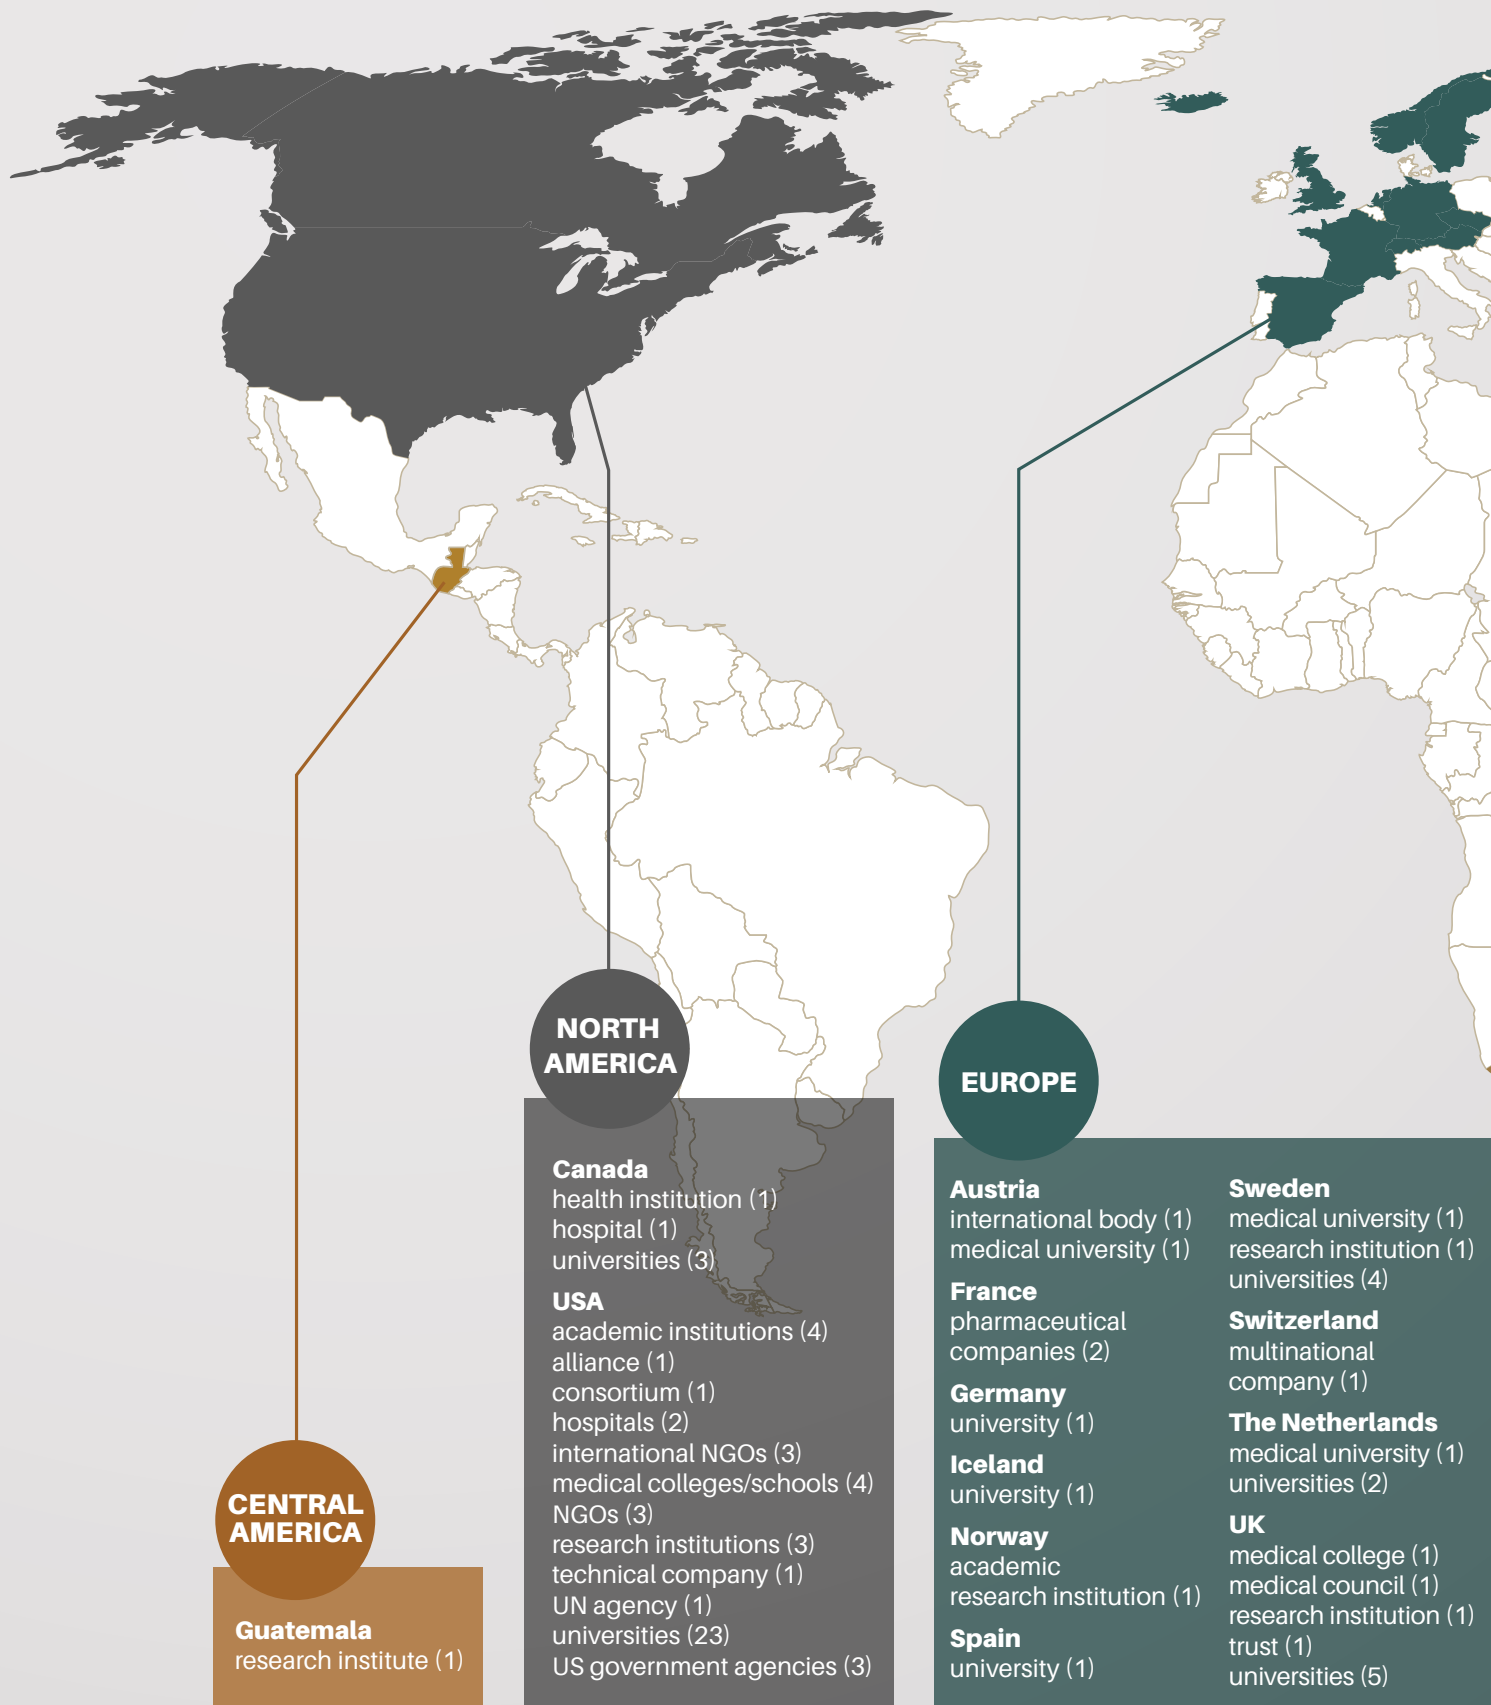 NORTH
AMERICA
Canada
health institution (1)
hospital (1)
universities (3)
USA
academic institutions (4)
alliance (1)
consortium (1)
hospitals (2)
international NGOs (3)
medical colleges/schools (4)
NGOs (3)
research institutions (3)
technical company (1)
UN agency (1)
universities (23)
US government agencies (3)
EUROPE
Austria
international body (1)
medical university (1)
France
pharmaceutical
companies (2)
Germany
university (1)
Iceland
university (1)
Norway
academic
research institution (1)
Spain
university (1)
Sweden
medical university (1)
research institution (1)
universities (4)
Switzerland
multinational
company (1)
The Netherlands
medical university (1)
universities (2)
UK
medical college (1)
medical council (1)
research institution (1)
trust (1)
universities (5)
CENTRAL
AMERICA
Guatemala
research institute (1)